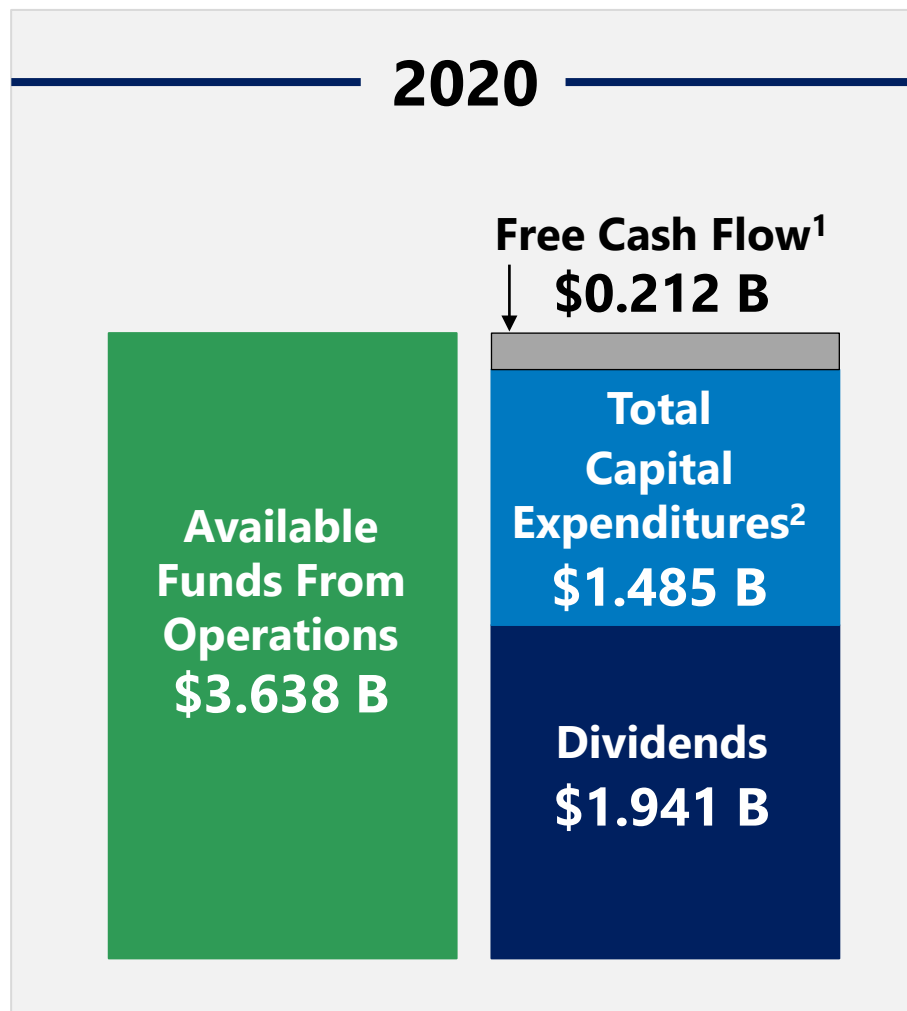 2020
Free Cash Flow¹
$0.212 B
Available
Funds From
Operations
$3.638 B
Total
Capital
Expenditures²
$1.485 B
Dividends
$1.941 B